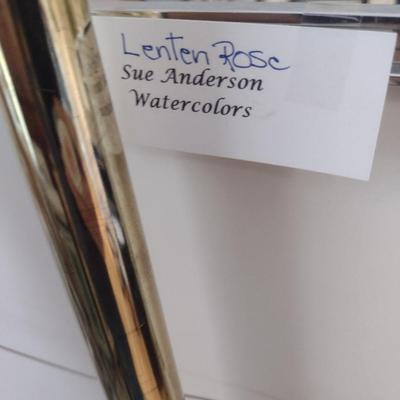 Lenten Rose
Sue Anderson
Watercolors